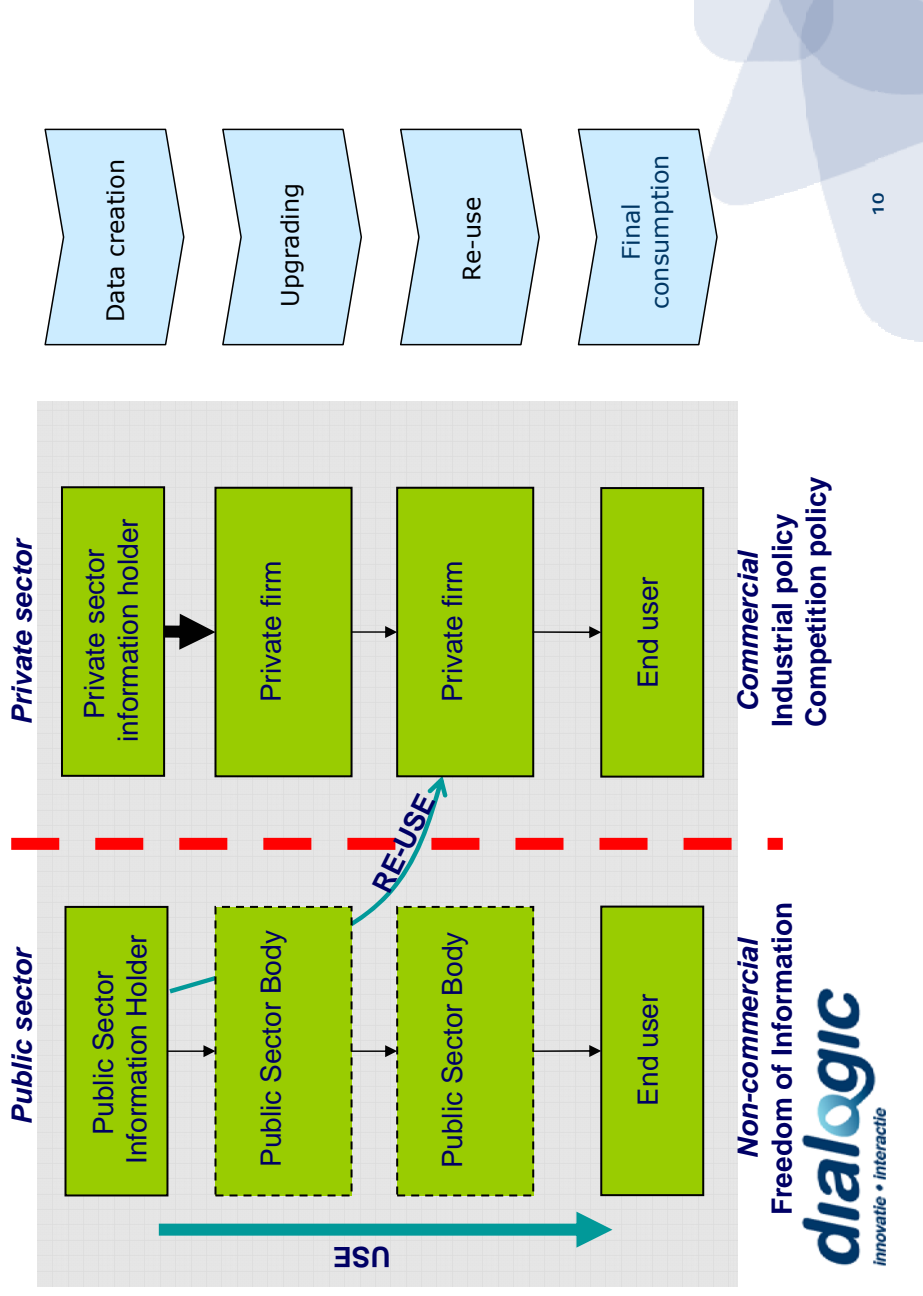 Public sector
Private sector
Public Sector
Information Holder
Private sector
information holder
Data creation
Public Sector Body
Private firm
Upgrading
USE
RE-USE
Public Sector Body
Private firm
Re-use
End user
End user
Final
consumption
Non-commercial
Freedom of Information
Commercial
Industrial policy
Competition policy
dialogic
innovatie • interactie
10